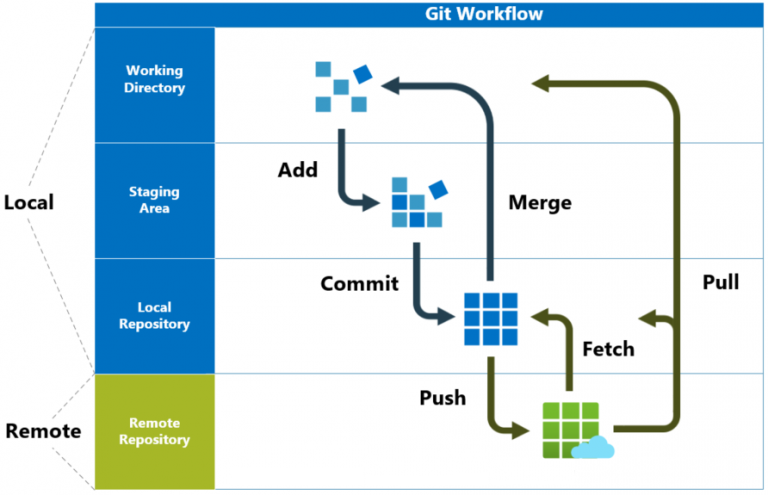 Git Workflow
Working
Directory
Add
Staging
Area
Local
Merge
Commit
Pull
Local
Repository
Fetch
Push
Remote
Remote
Repository